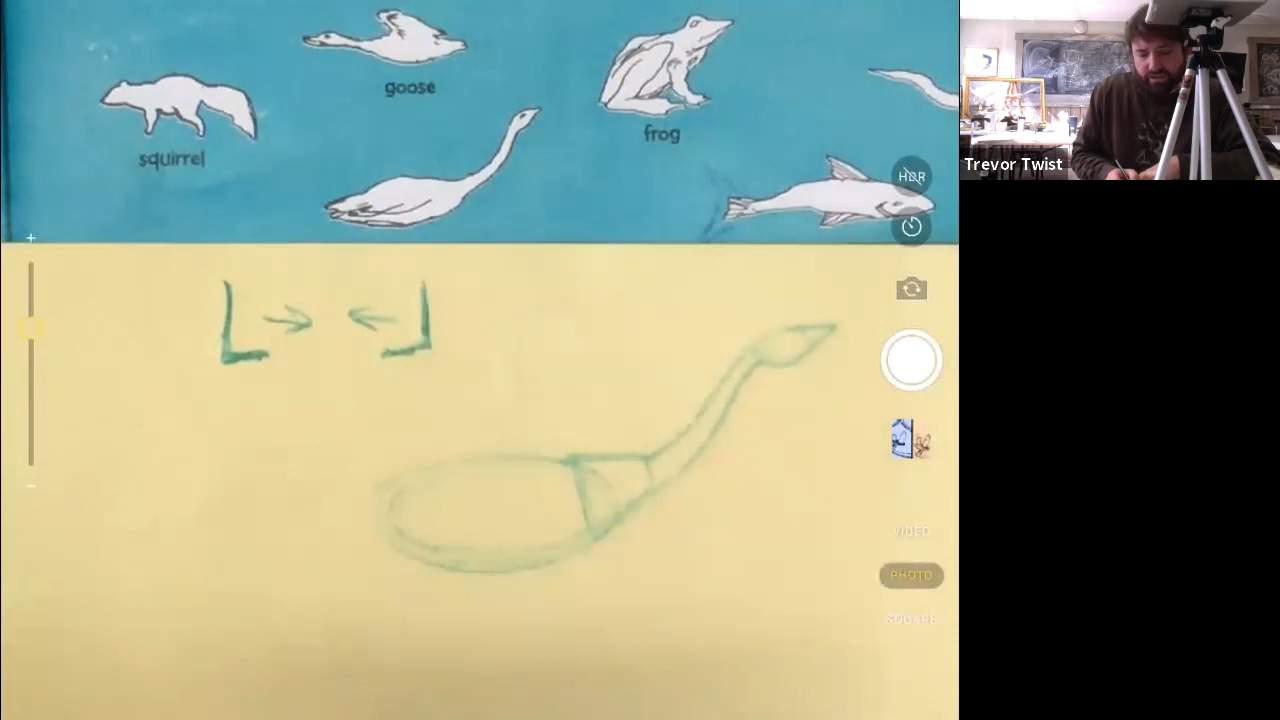 goose
squirrel
frog
HDR
Trevor Twist
VIDEO
PHOTO
SQUARE